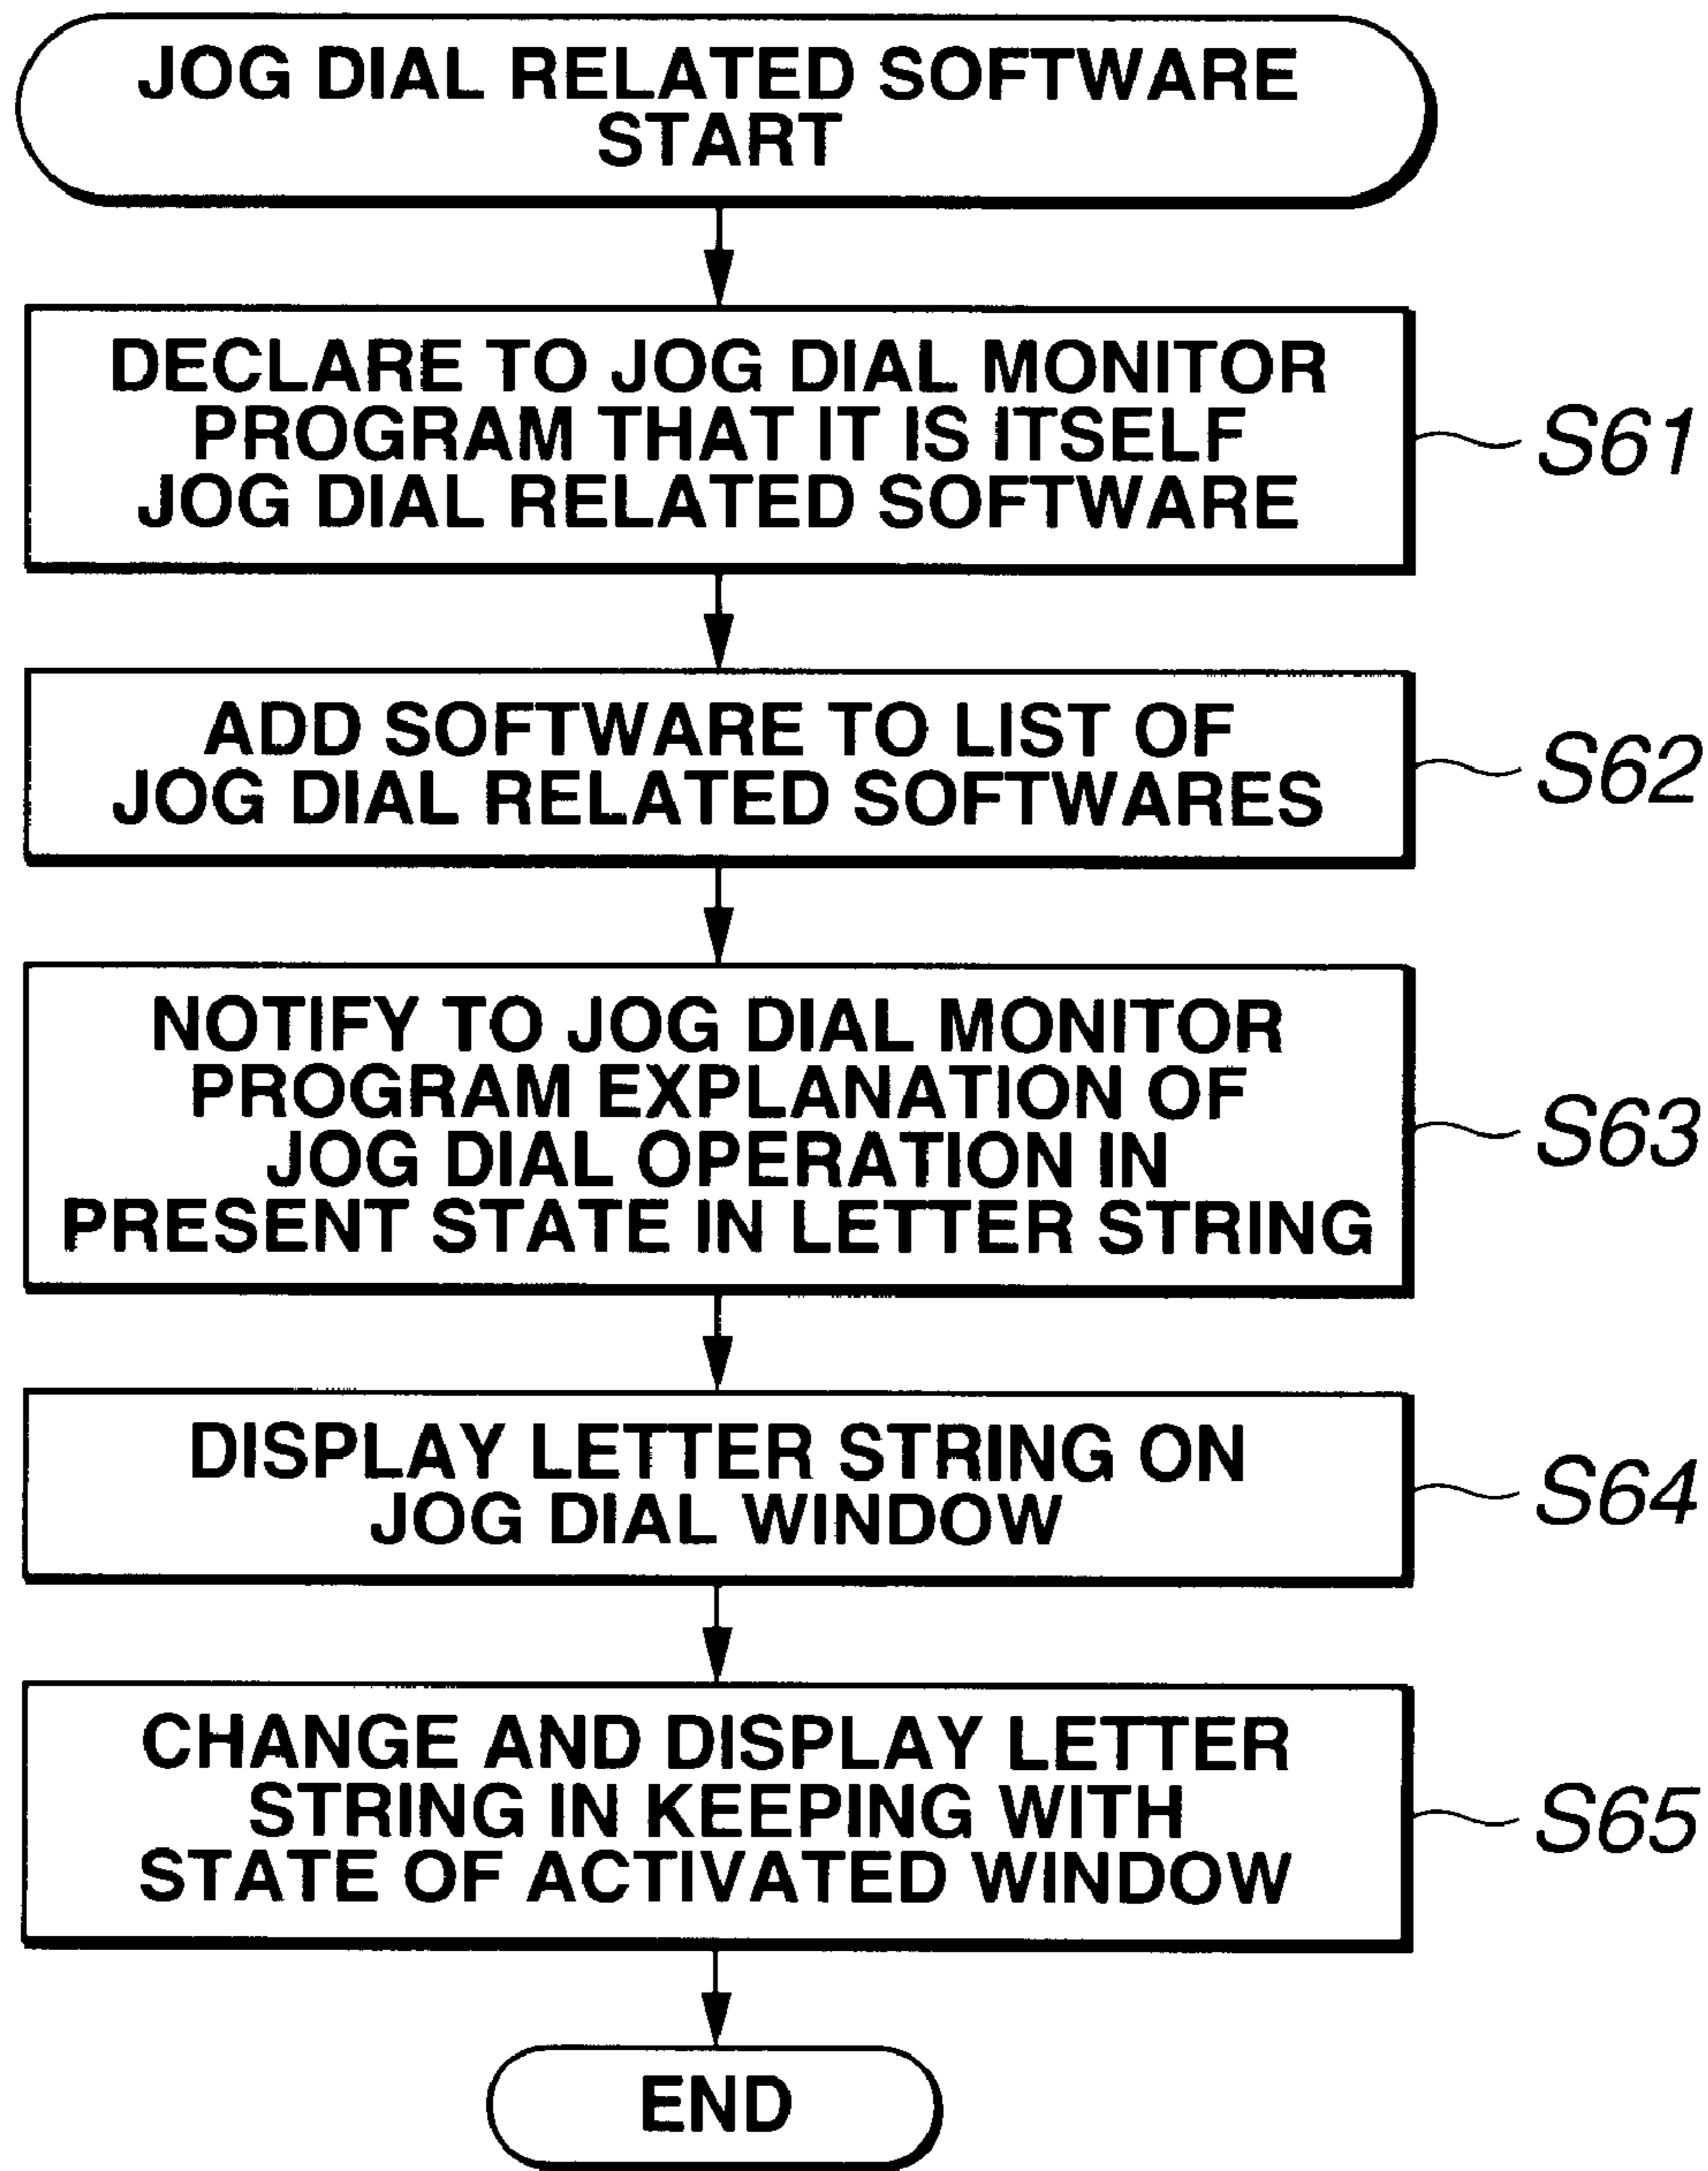 JOG DIAL RELATED SOFTWARE
START
DECLARE TO JOG DIAL MONITOR
PROGRAM THAT IT IS ITSELF
JOG DIAL RELATED SOFTWARE
S61
ADD SOFTWARE TO LIST OF
JOG DIAL RELATED SOFTWARES
S62
NOTIFY TO JOG DIAL MONITOR
PROGRAM EXPLANATION OF
JOG DIAL OPERATION IN
PRESENT STATE IN LETTER STRING
S63
DISPLAY LETTER STRING ON
JOG DIAL WINDOW
S64
CHANGE AND DISPLAY LETTER
STRING IN KEEPING WITH
STATE OF ACTIVATED WINDOW
S65
END